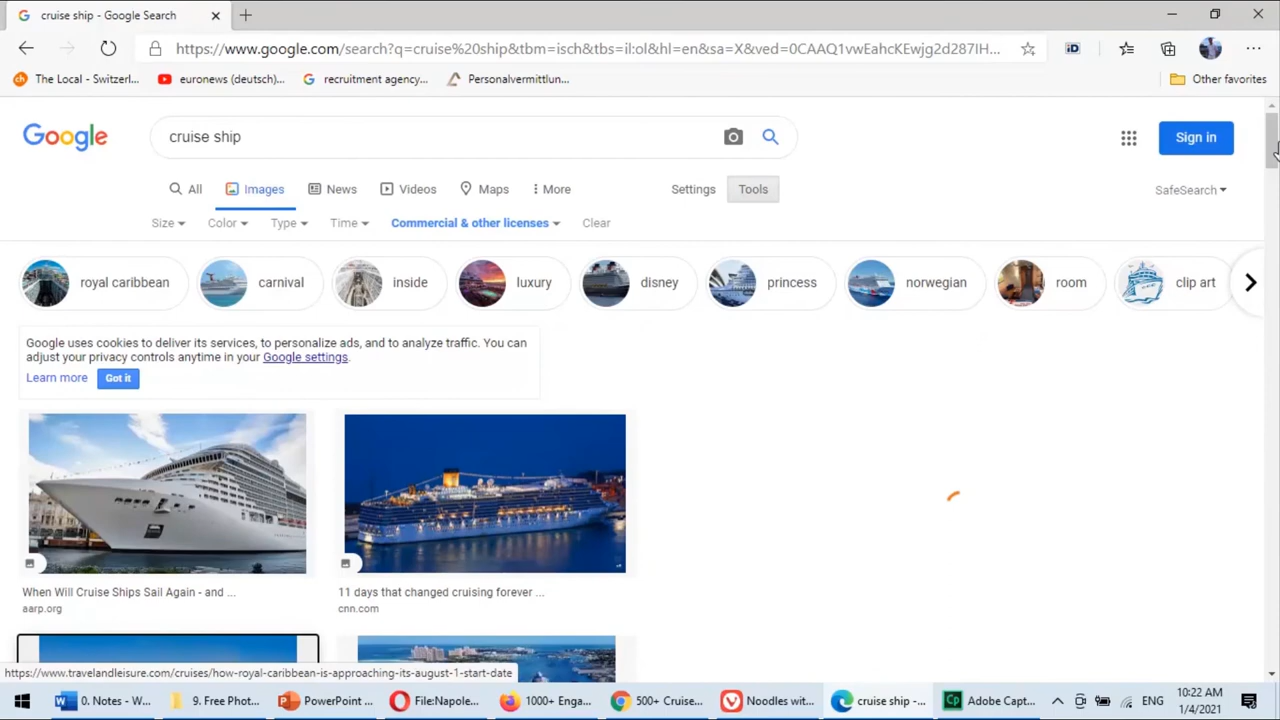 cruise ship - Google Search
https://www.google.com/search?q=cruise%20ship&tbm=isch&tbs=il:ol&hl=en&sa=X&ved=0CAAQ1vwEahcKEwjg2d287IH...
The Local - Switzerl...
euronews (deutsch)...
recruitment agency...
Personalvermittlun...
Other favorites
Google
cruise ship
Sign in
All
Images
News
Videos
Maps
More
Settings
Tools
SafeSearch
Size
Color
Type
Time
Commercial & other licenses
Clear
royal caribbean
carnival
inside
luxury
disney
princess
norwegian
room
clip art
Google uses cookies to deliver its services, to personalize ads, and to analyze traffic. You can
adjust your privacy controls anytime in your Google settings.
Learn more
Got it
When Will Cruise Ships Sail Again - and ...
aarp.org
11 days that changed cruising forever ...
cnn.com
https://www.travelandleisure.com/cruises/how-royal-caribbean-is-approaching-its-august-1-start-date
0. Notes - W...
9. Free Phot...
PowerPoint ...
File:Napole...
1000+ Enga...
500+ Cruise...
Noodles wit...
cruise ship -...
Adobe Capt...
ENG
10:22 AM
1/4/2021